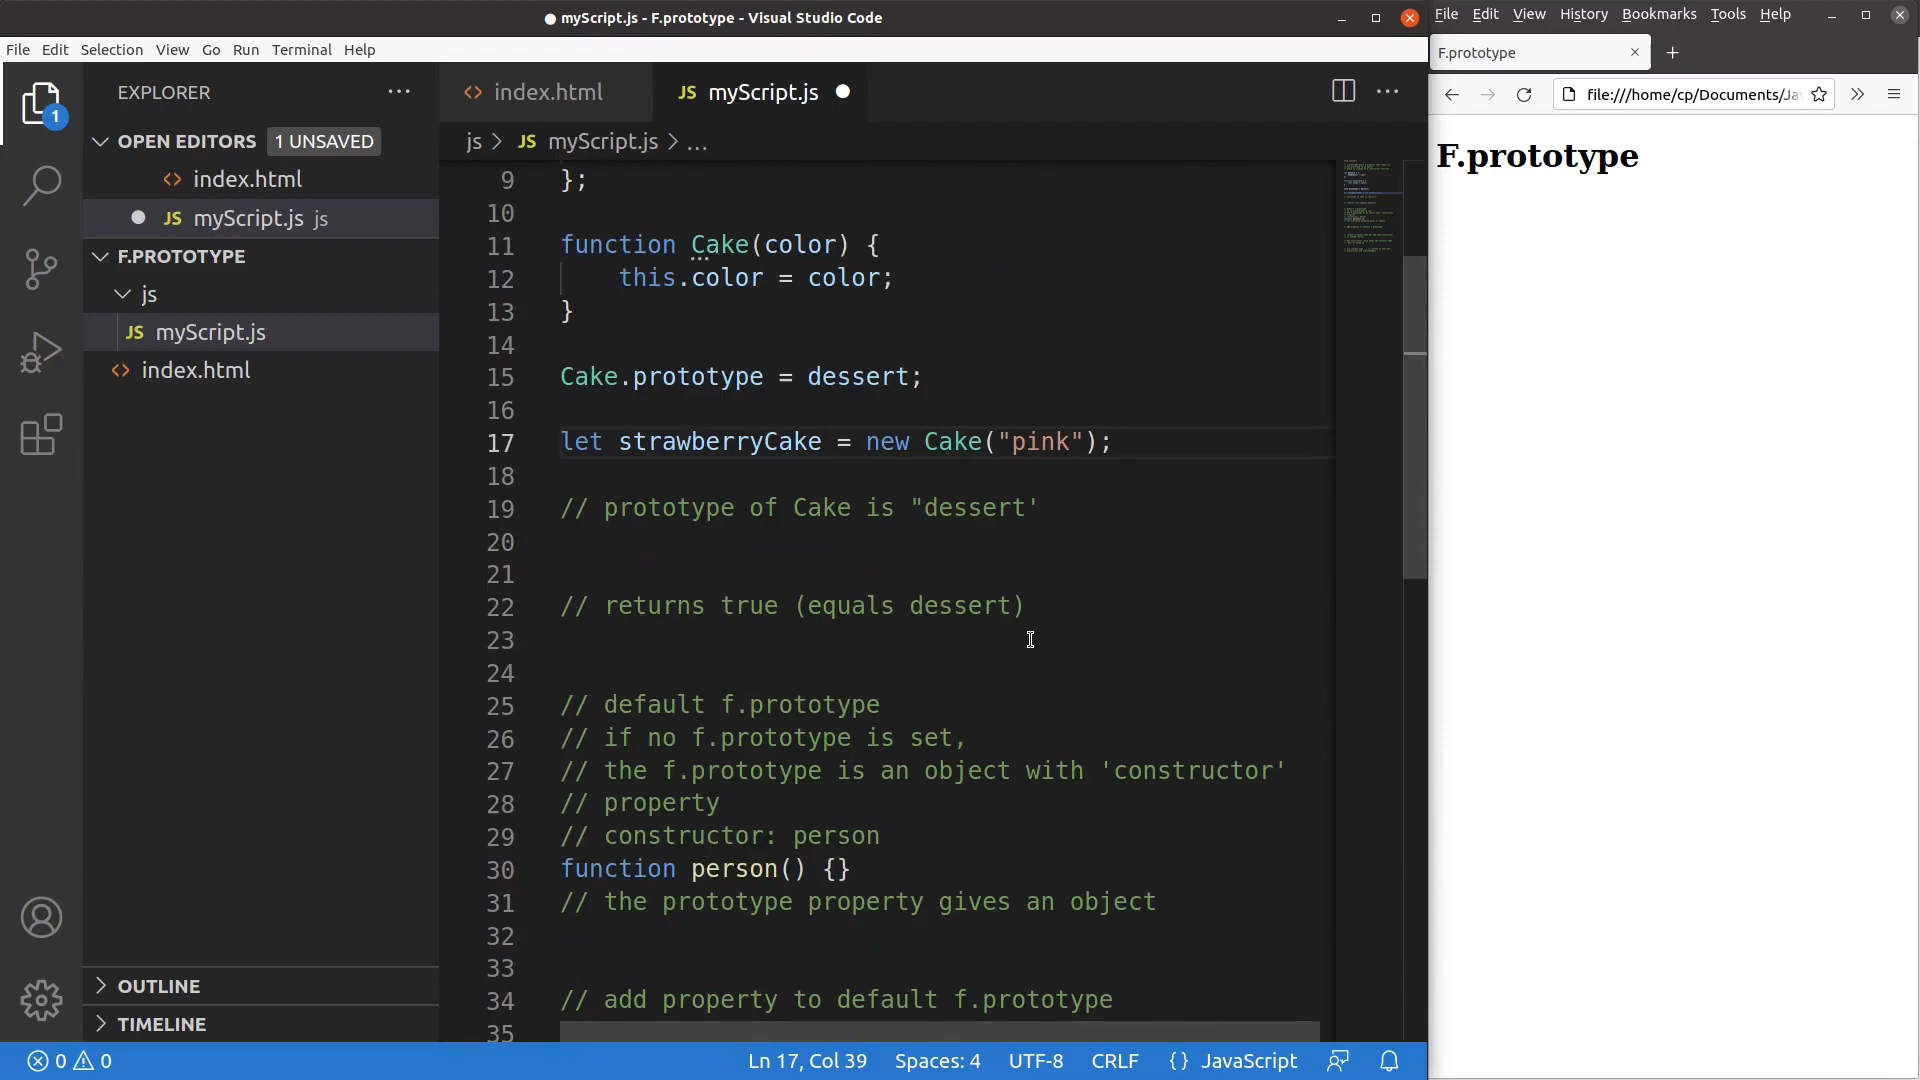 myScript.js - F.prototype - Visual Studio Code
File Edit Selection View Go Run Terminal Help
EXPLORER
OPEN EDITORS 1 UNSAVED
index.html
JS myScript.js js
F.PROTOTYPE
js
JS myScript.js
index.html
OUTLINE
TIMELINE
1
index.html JS myScript.js
js > JS myScript.js > ...
9 };
10
11 function Cake(color) {
12 this.color = color;
13 }
14
15 Cake.prototype = dessert;
16
17 let strawberryCake = new Cake("pink");
18
19 // prototype of Cake is "dessert'
20
21
22 // returns true (equals dessert)
23
24
25 // default f.prototype
26 // if no f.prototype is set,
27 // the f.prototype is an object with 'constructor'
28 // property
29 // constructor: person
30 function person() {}
31 // the prototype property gives an object
32
33
34 // add property to default f.prototype
35
0 0 Ln 17, Col 39 Spaces: 4 UTF-8 CRLF {} JavaScript
File Edit View History Bookmarks Tools Help
F.prototype
file:///home/cp/Documents/Ja
F.prototype